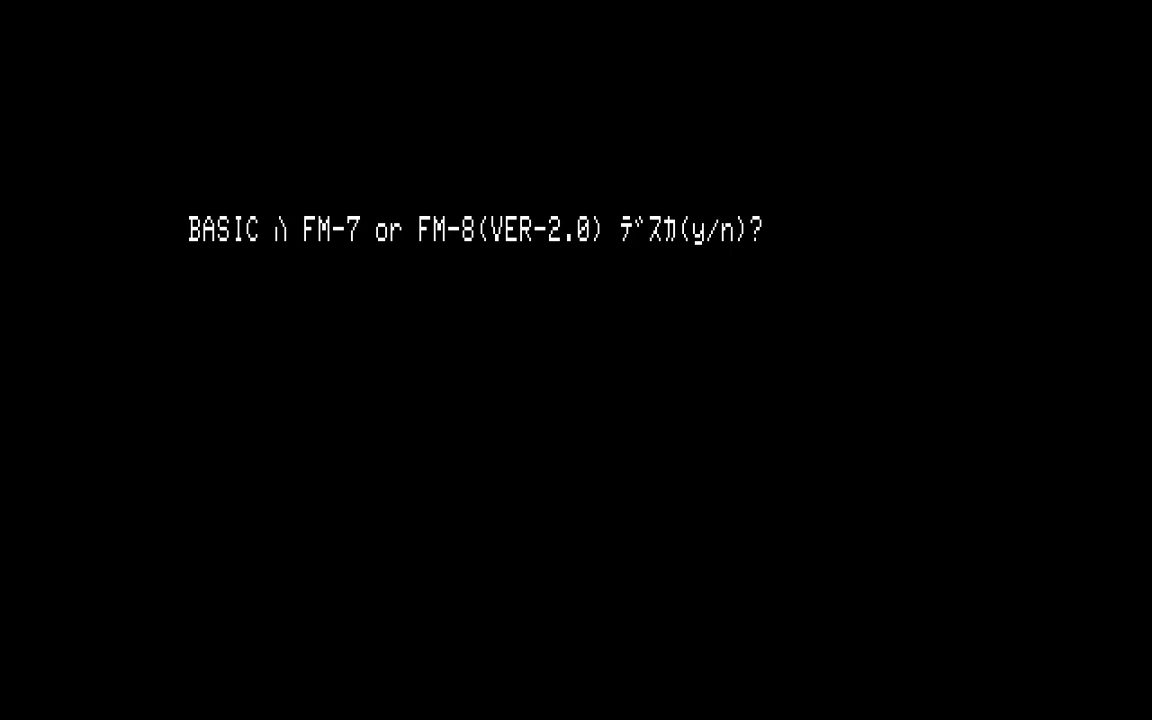 BASIC ﾊ FM-7 or FM-8(VER-2.0) ﾃﾞｽｶ(y/n)?